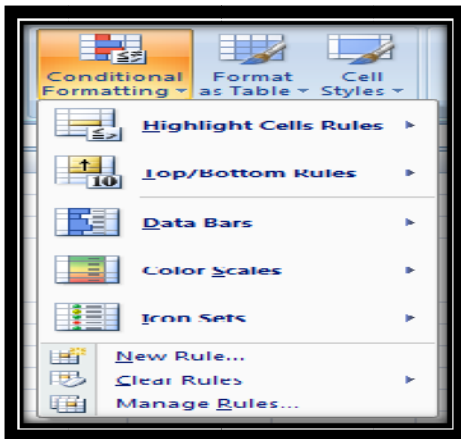 Conditional Formatting
Format as Table
Cell Styles
≤≥
Highlight Cells Rules
10
Top/Bottom Rules
Data Bars
Color Scales
Icon Sets
New Rule...
Clear Rules
Manage Rules...